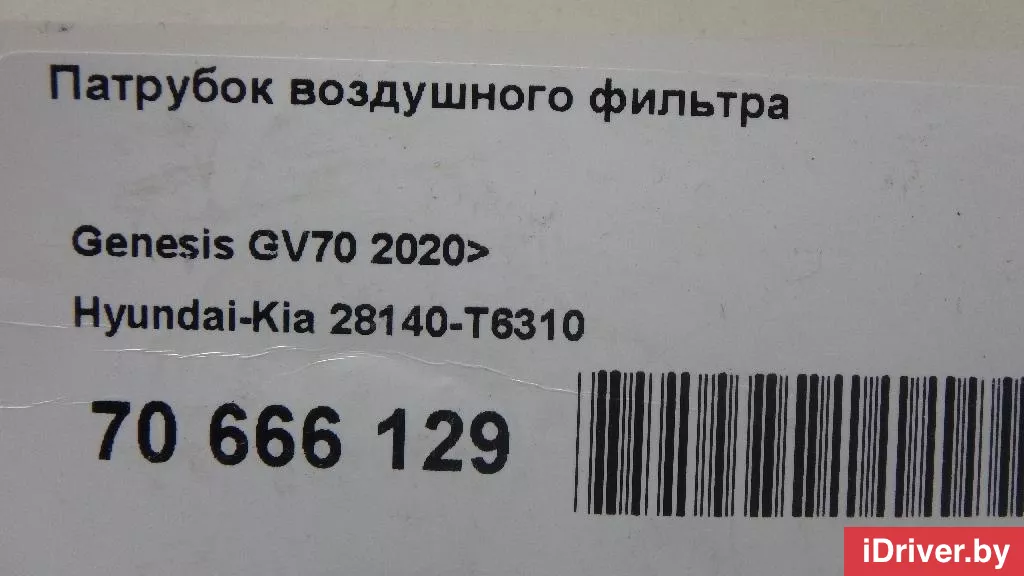 Патрубок воздушного фильтра
Genesis GV70 2020>
Hyundai-Kia 28140-T6310
70 666 129
iDriver.by